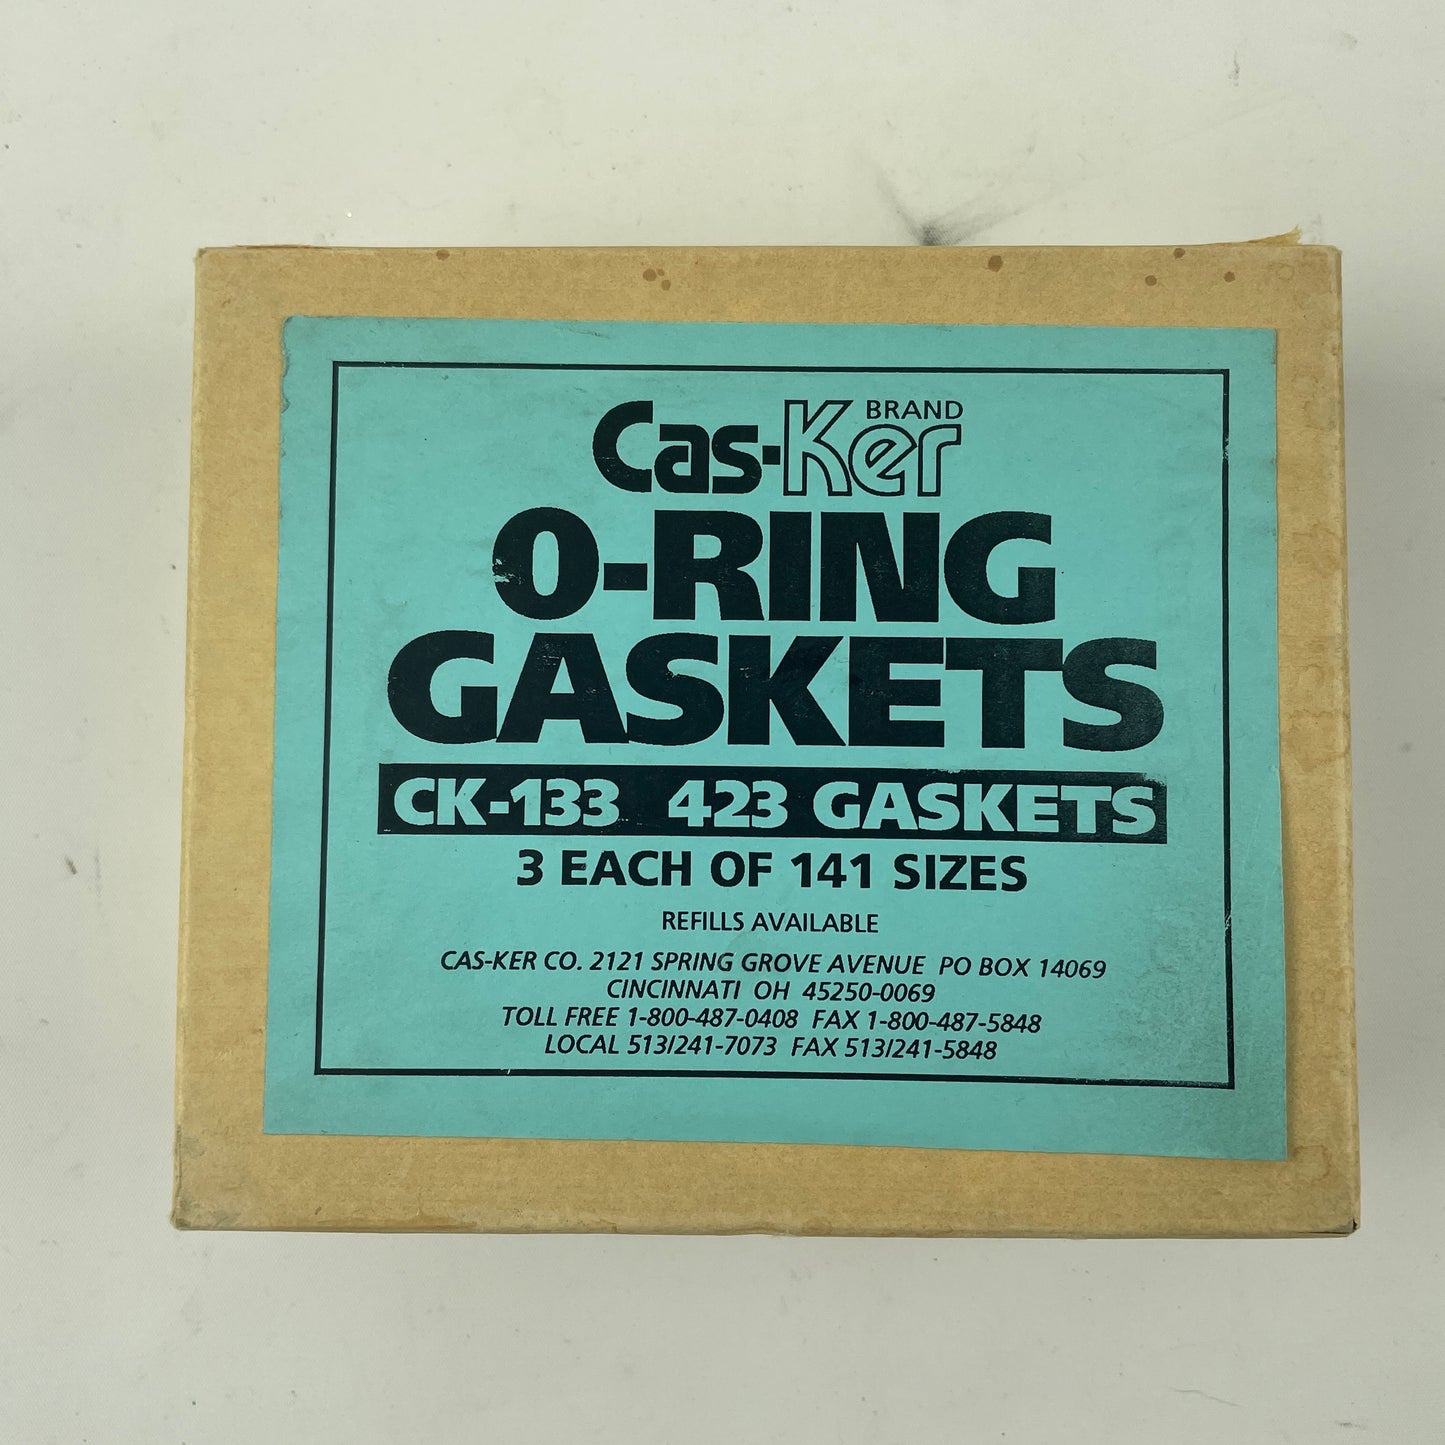 Cas-Ker BRAND
O-RING
GASKETS
CK-133 423 GASKETS
3 EACH OF 141 SIZES
REFILLS AVAILABLE
CAS-KER CO. 2121 SPRING GROVE AVENUE PO BOX 14069
CINCINNATI OH 45250-0069
TOLL FREE 1-800-487-0408 FAX 1-800-487-5848
LOCAL 513/241-7073 FAX 513/241-5848